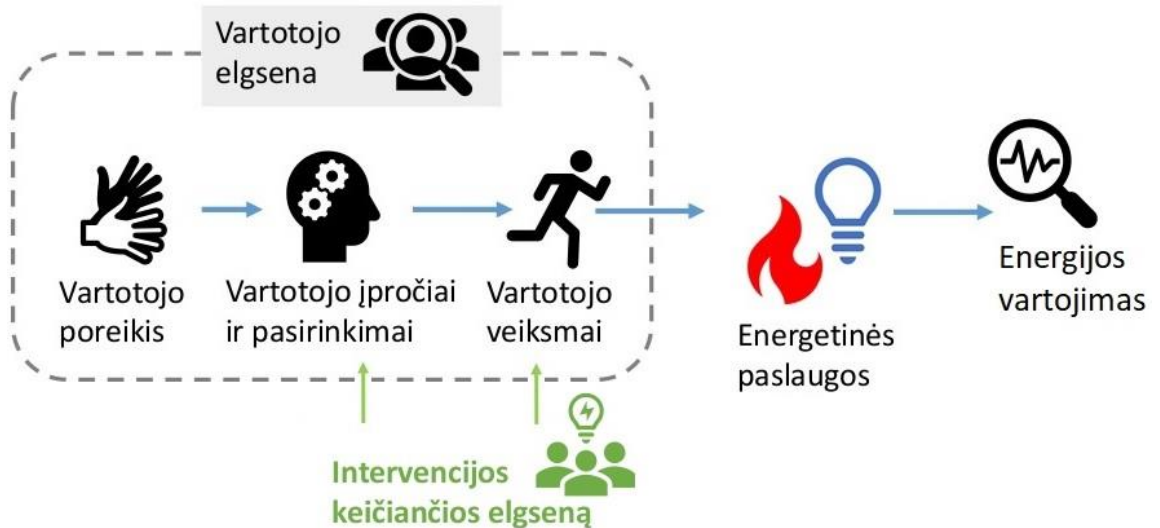 Vartotojo
elgsena
Vartotojo
poreikis
Vartotojo įpročiai
ir pasirinkimai
Vartotojo
veiksmai
Energetinės
paslaugos
Energijos
vartojimas
Intervencijos
keičiančios elgseną